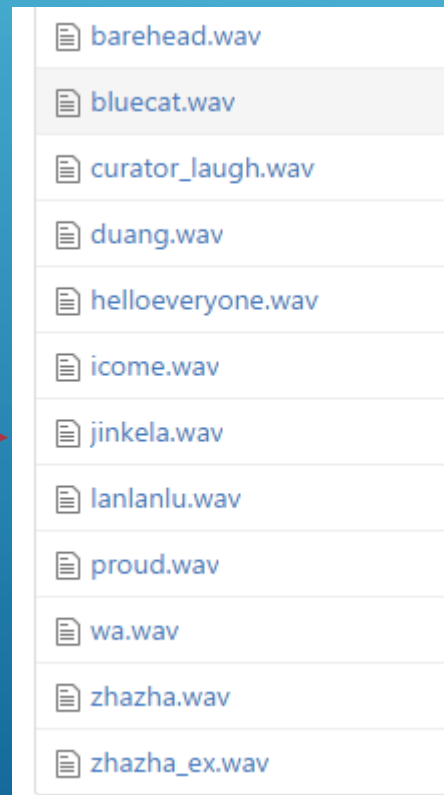 barehead.wav
bluecat.wav
curator_laugh.wav
duang.wav
helloeveryone.wav
icome.wav
jinkela.wav
lanlanlu.wav
proud.wav
wa.wav
zhazha.wav
zhazha_ex.wav